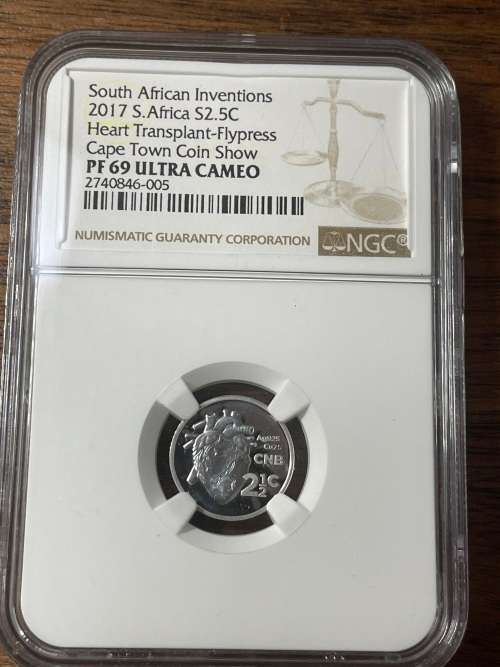 South African Inventions
2017 S.Africa S2.5C
Heart Transplant-Flypress
Cape Town Coin Show
PF 69 ULTRA CAMEO
2740846-005
NUMISMATIC GUARANTY CORPORATION
NGC®
CNB
2½C